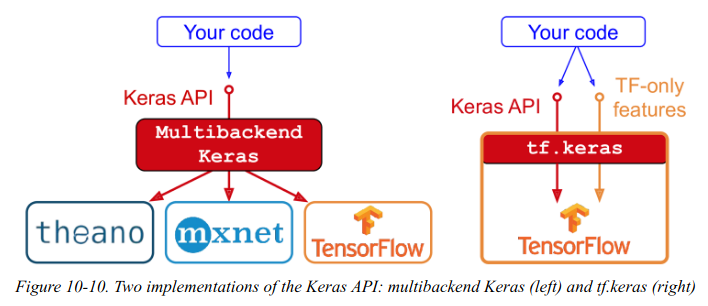 Your code
Keras API
Multibackend
Keras
theano
mxnet
TensorFlow
Your code
Keras API
TF-only
features
tf.keras
TensorFlow
Figure 10-10. Two implementations of the Keras API: multibackend Keras (left) and tf.keras (right)